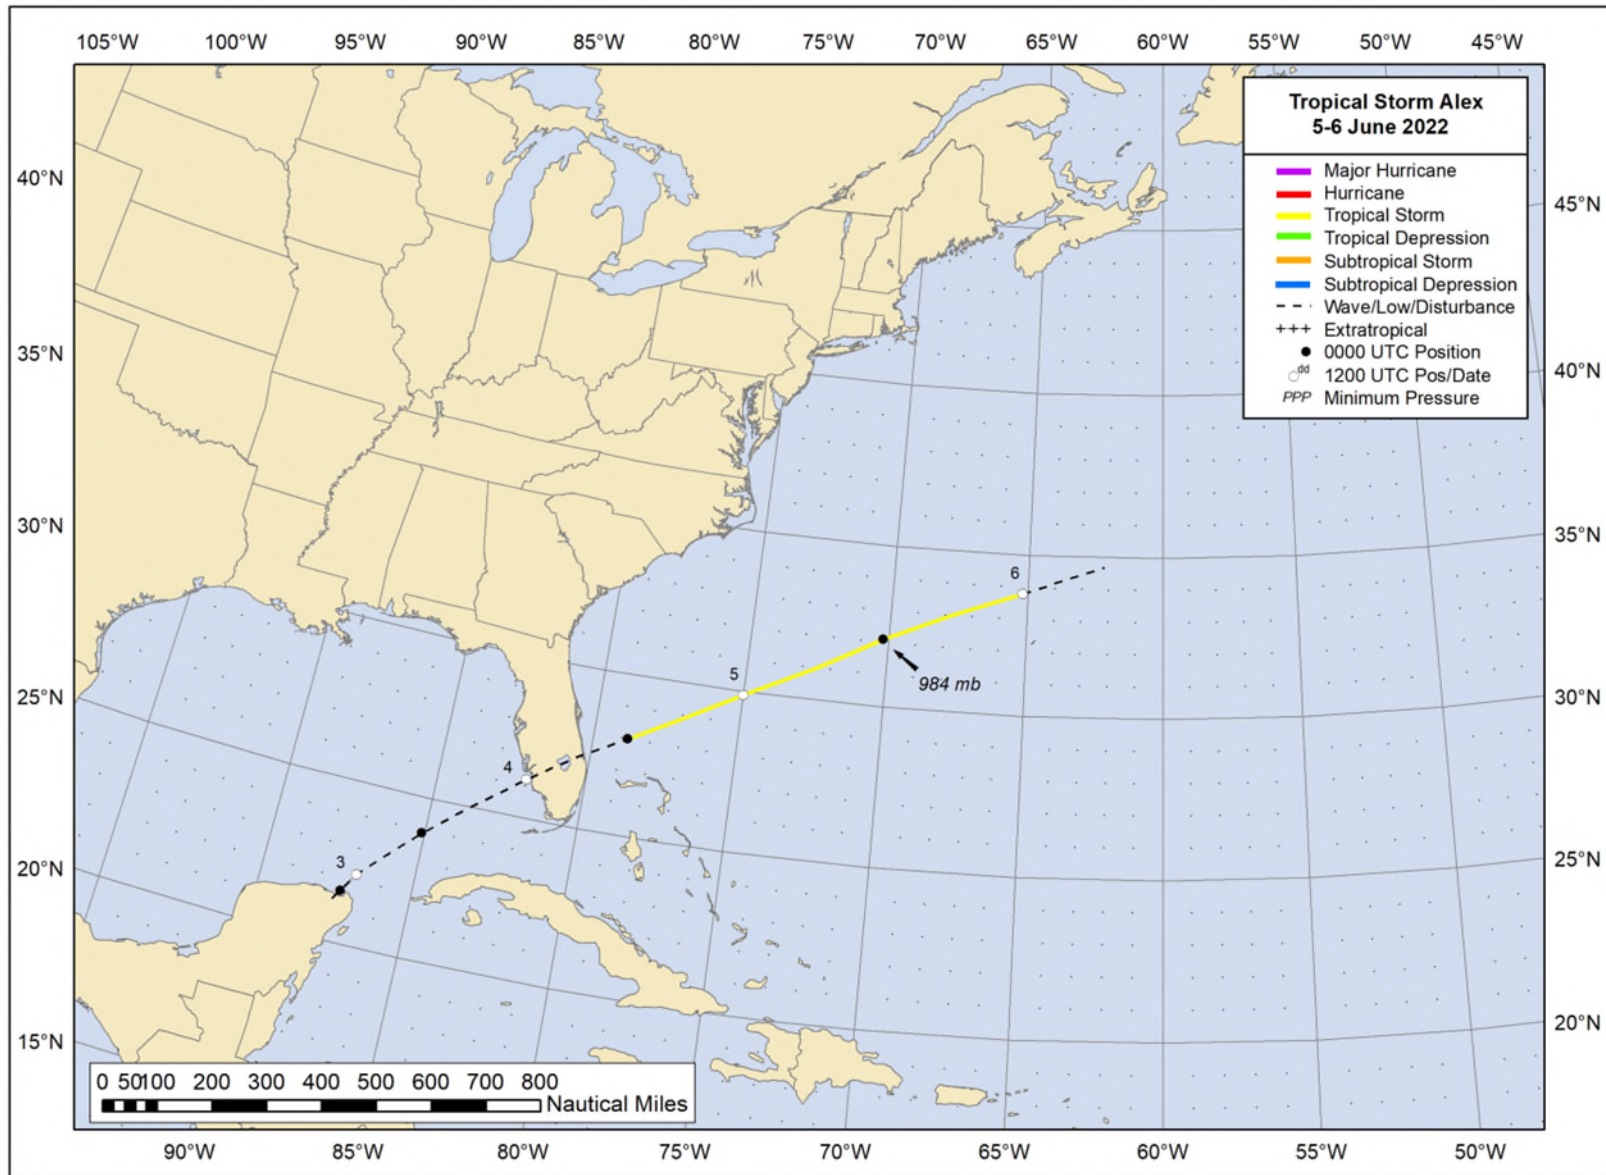 105°W 100°W 95°W 90°W 85°W 80°W 75°W 70°W 65°W 60°W 55°W 50°W 45°W
Tropical Storm Alex
5-6 June 2022
Major Hurricane
Hurricane
Tropical Storm
Tropical Depression
Subtropical Storm
Subtropical Depression
Wave/Low/Disturbance
+++ Extratropical
0000 UTC Position
dd 1200 UTC Pos/Date
PPP Minimum Pressure
40°N
45°N
35°N
40°N
30°N
35°N
6
5
984 mb
25°N
30°N
4
3
20°N
25°N
15°N
20°N
0 50 100 200 300 400 500 600 700 800
Nautical Miles
90°W 85°W 80°W 75°W 70°W 65°W 60°W 55°W 50°W